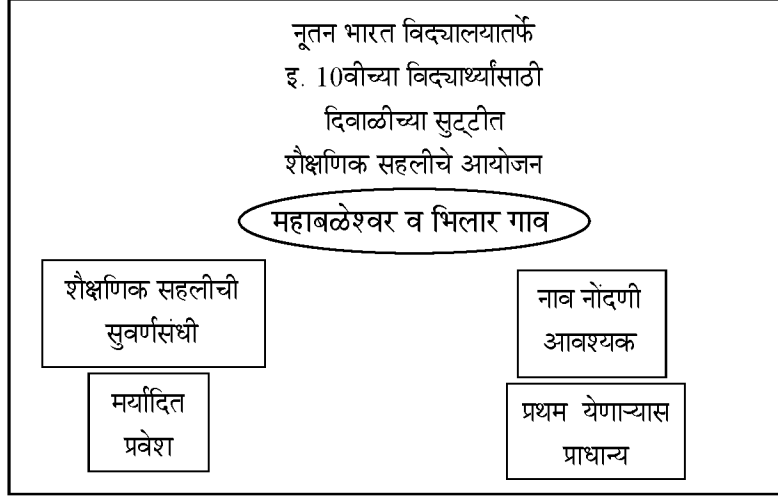 नूतन भारत विद्यालयातर्फे
इ. 10वीच्या विद्यार्थ्यांसाठी
दिवाळीच्या सुट्टीत
शैक्षणिक सहलीचे आयोजन
महाबळेश्वर व भिलार गाव
शैक्षणिक सहलीची
सुवर्णसंधी
नाव नोंदणी
आवश्यक
मर्यादित
प्रवेश
प्रथम येणाऱ्यास
प्राधान्य